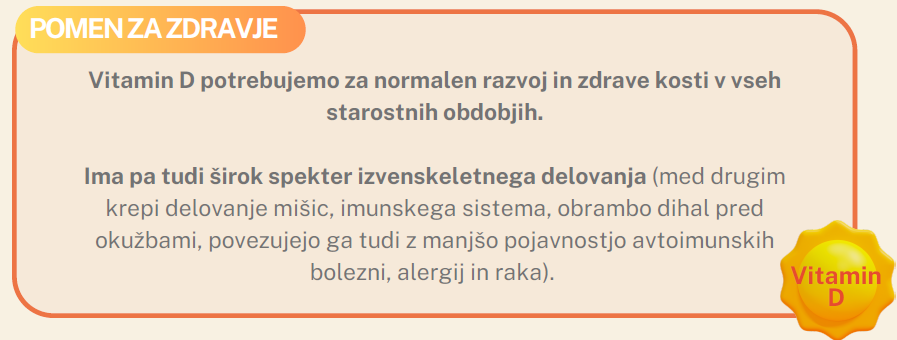 POMEN ZA ZDRAVJE
Vitamin D potrebujemo za normalen razvoj in zdrave kosti v vseh
starostnih obdobjih.
Ima pa tudi širok spekter izvenskeletnega delovanja (med drugim
krepi delovanje mišic, imunskega sistema, obrambo dihal pred
okužbami, povezujejo ga tudi z manjšo pojavnostjo avtoimunskih
bolezni, alergij in raka).
Vitamin
D